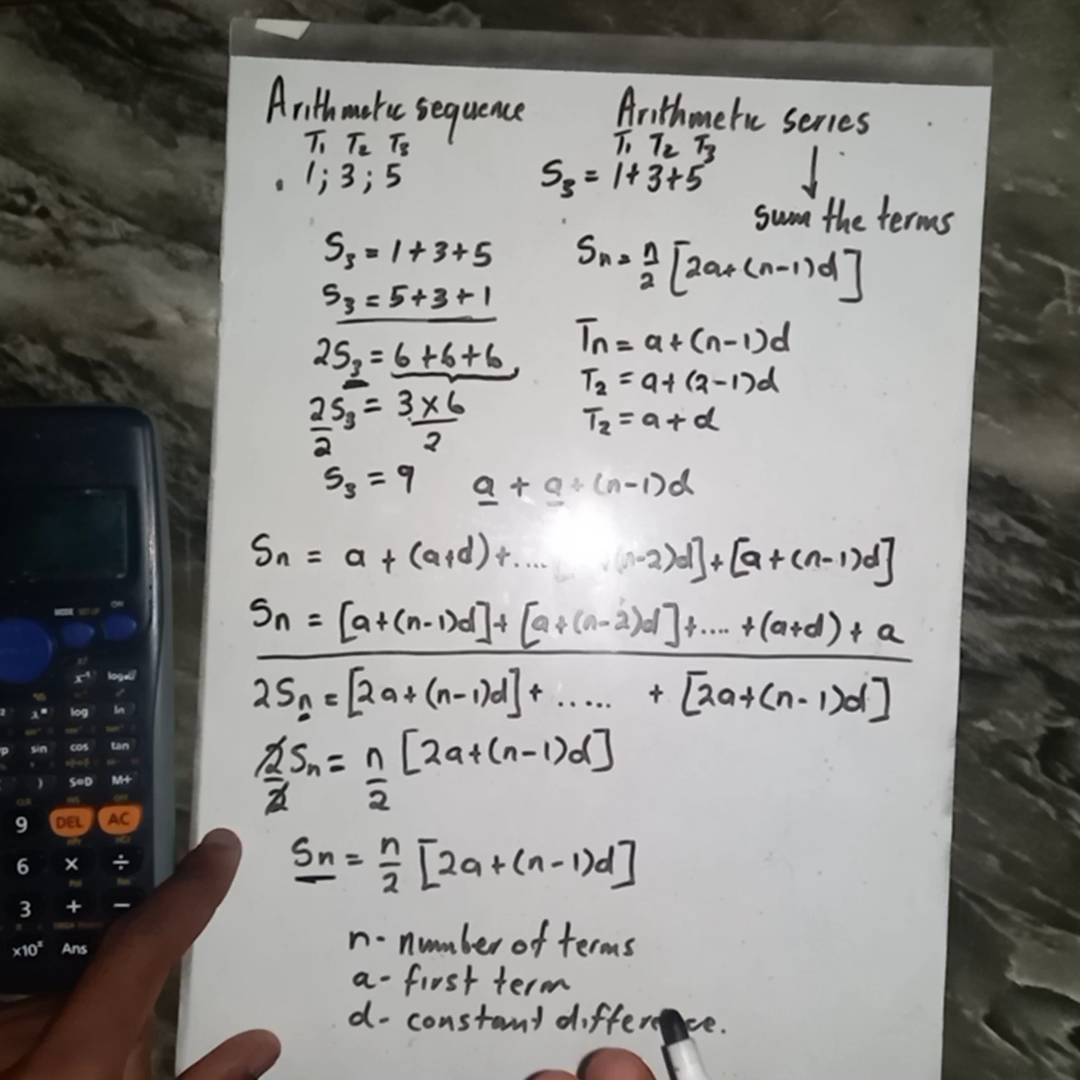 Arithmetic sequence
T₁ T₂ T₃
1; 3; 5
Arithmetic series
T₁ T₂ T₃
S₃ = 1+3+5
sum the terms
S₃ = 1+3+5
S₃ = 5+3+1
2S₃ = 6+6+6
2S₃/2 = 3×6/2
S₃ = 9
Sn = n/2 [2a+(n-1)d]
Tn = a+(n-1)d
T₂ = a+(2-1)d
T₂ = a+d
a + a+(n-1)d
Sn = a + (a+d)+.... (n-2)d]+[a+(n-1)d]
Sn = [a+(n-1)d]+[a+(n-2)d]+.... +(a+d)+a
2Sn = [2a+(n-1)d]+ ..... + [2a+(n-1)d]
2Sn/2 = n/2 [2a+(n-1)d]
Sn = n/2 [2a+(n-1)d]
n- number of terms
a- first term
d- constant difference.
MODE
ON
x⁻¹
log
ln
sin
cos
tan
)
S⇔D
M+
9
DEL
AC
6
×
÷
3
+
−
×10ˣ
Ans